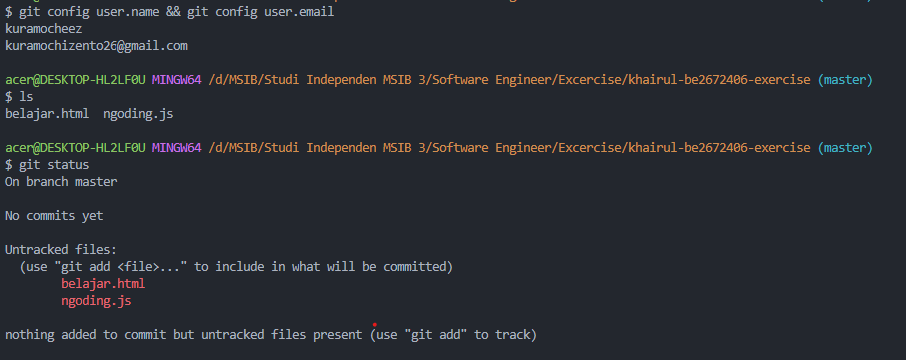 $ git config user.name && git config user.email
kuramocheez
kuramochizento26@gmail.com
acer@DESKTOP-HL2LF0U MINGW64 /d/MSIB/Studi Independen MSIB 3/Software Engineer/Excercise/khairul-be2672406-exercise (master)
$ ls
belajar.html  ngoding.js
acer@DESKTOP-HL2LF0U MINGW64 /d/MSIB/Studi Independen MSIB 3/Software Engineer/Excercise/khairul-be2672406-exercise (master)
$ git status
On branch master
No commits yet
Untracked files:
  (use "git add <file>..." to include in what will be committed)
        belajar.html
        ngoding.js
nothing added to commit but untracked files present (use "git add" to track)